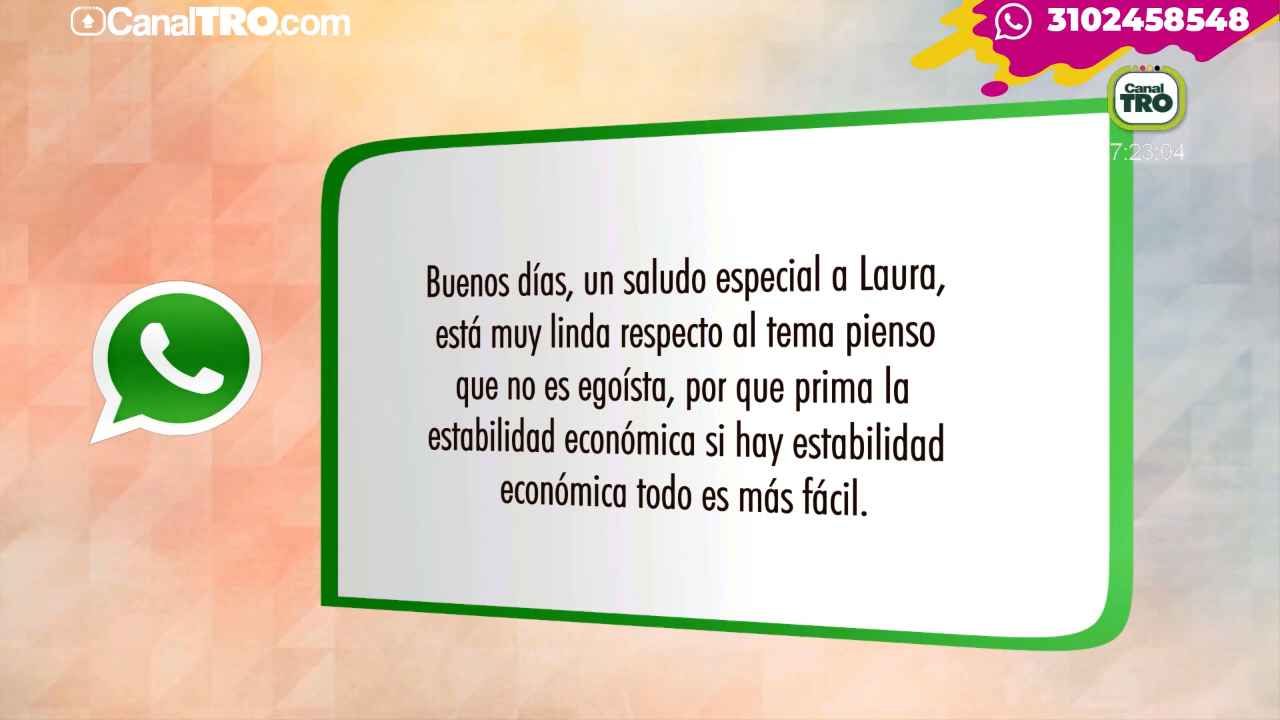 CanalTRO.com
3102458548
Canal
TRO
7:23:04
Buenos días, un saludo especial a Laura,
está muy linda respecto al tema pienso
que no es egoísta, por que prima la
estabilidad económica si hay estabilidad
económica todo es más fácil.